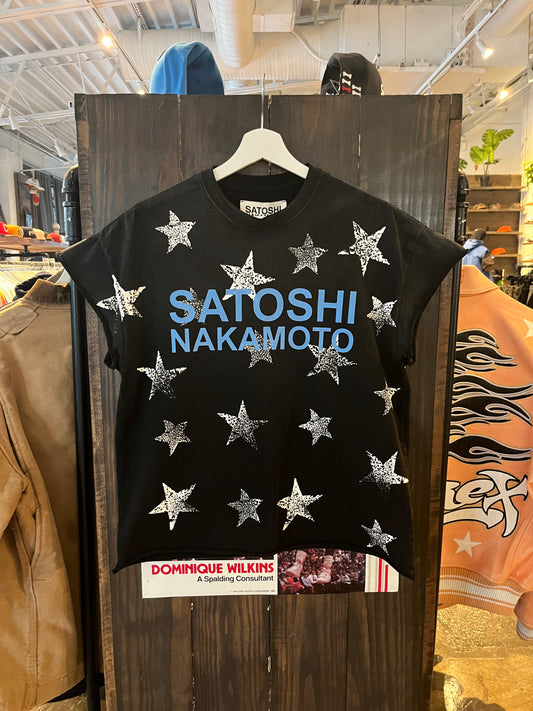 SATOSHI
SATOSHI
NAKAMOTO
DOMINIQUE WILKINS
A Spalding Consultant